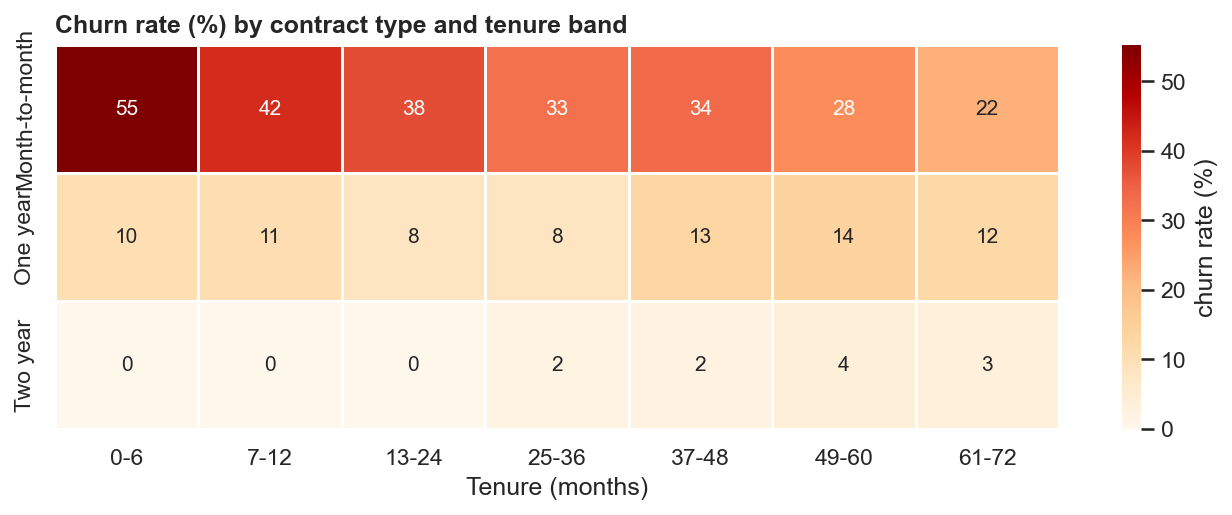 Churn rate (%) by contract type and tenure band
Month-to-month
55 42 38 33 34 28 22
One year
10 11 8 8 13 14 12
Two year
0 0 0 2 2 4 3
0-6 7-12 13-24 25-36 37-48 49-60 61-72
Tenure (months)
50
40
30
20
10
0
churn rate (%)